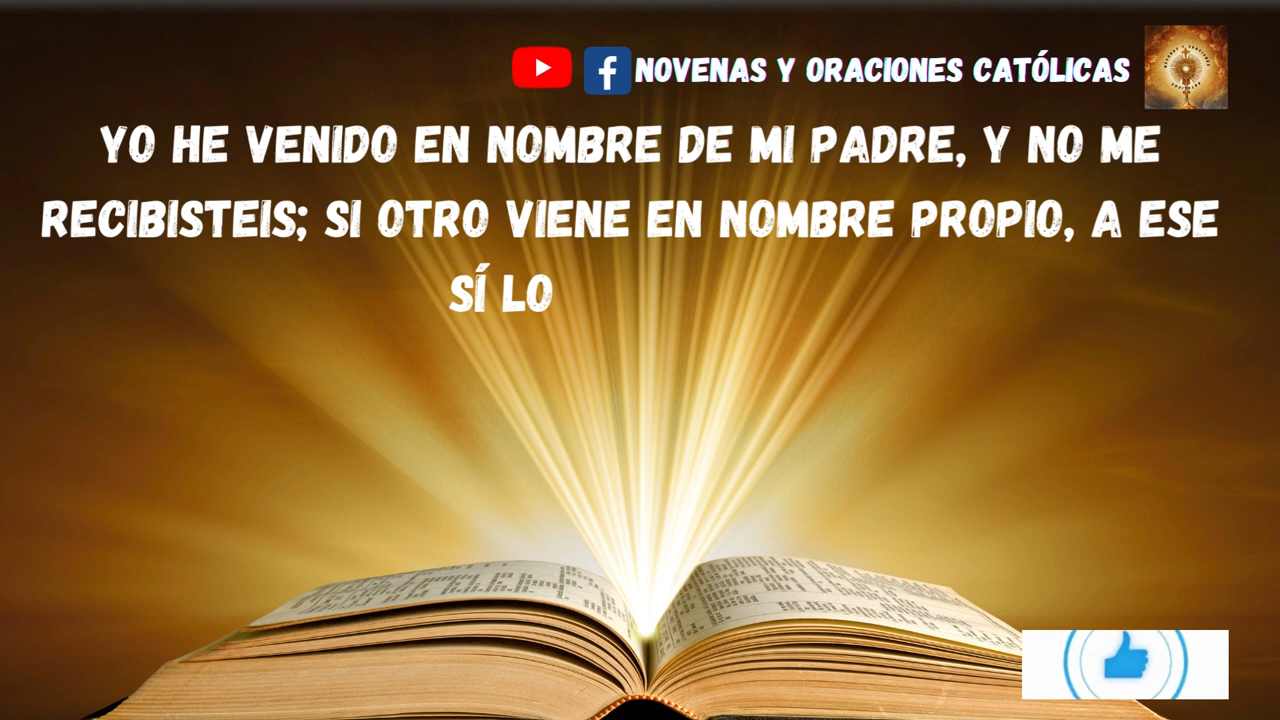 NOVENAS Y ORACIONES CATÓLICAS
YO HE VENIDO EN NOMBRE DE MI PADRE, Y NO ME
RECIBISTEIS; SI OTRO VIENE EN NOMBRE PROPIO, A ESE
SÍ LO